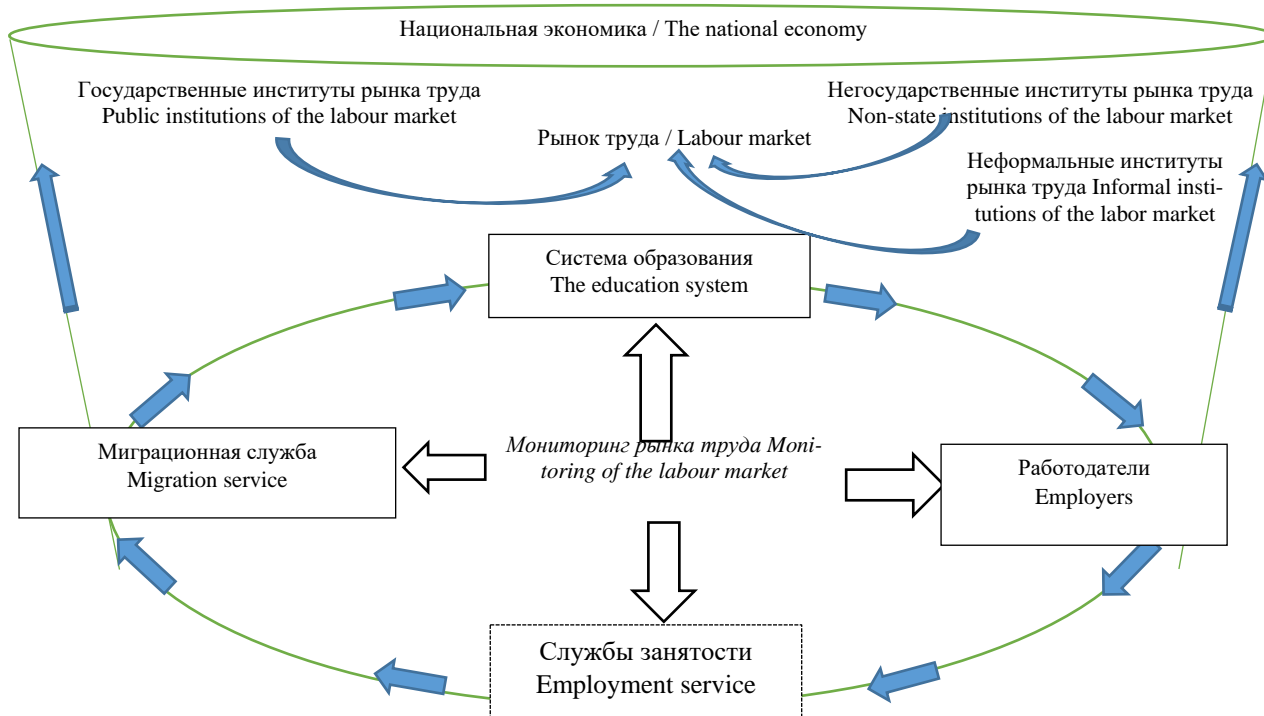 Национальная экономика / The national economy
Государственные институты рынка труда
Public institutions of the labour market
Негосударственные институты рынка труда
Non-state institutions of the labour market
Рынок труда / Labour market
Неформальные институты
рынка труда Informal insti-
tutions of the labor market
Система образования
The education system
Миграционная служба
Migration service
Мониторинг рынка труда Moni-
toring of the labour market
Работодатели
Employers
Службы занятости
Employment service